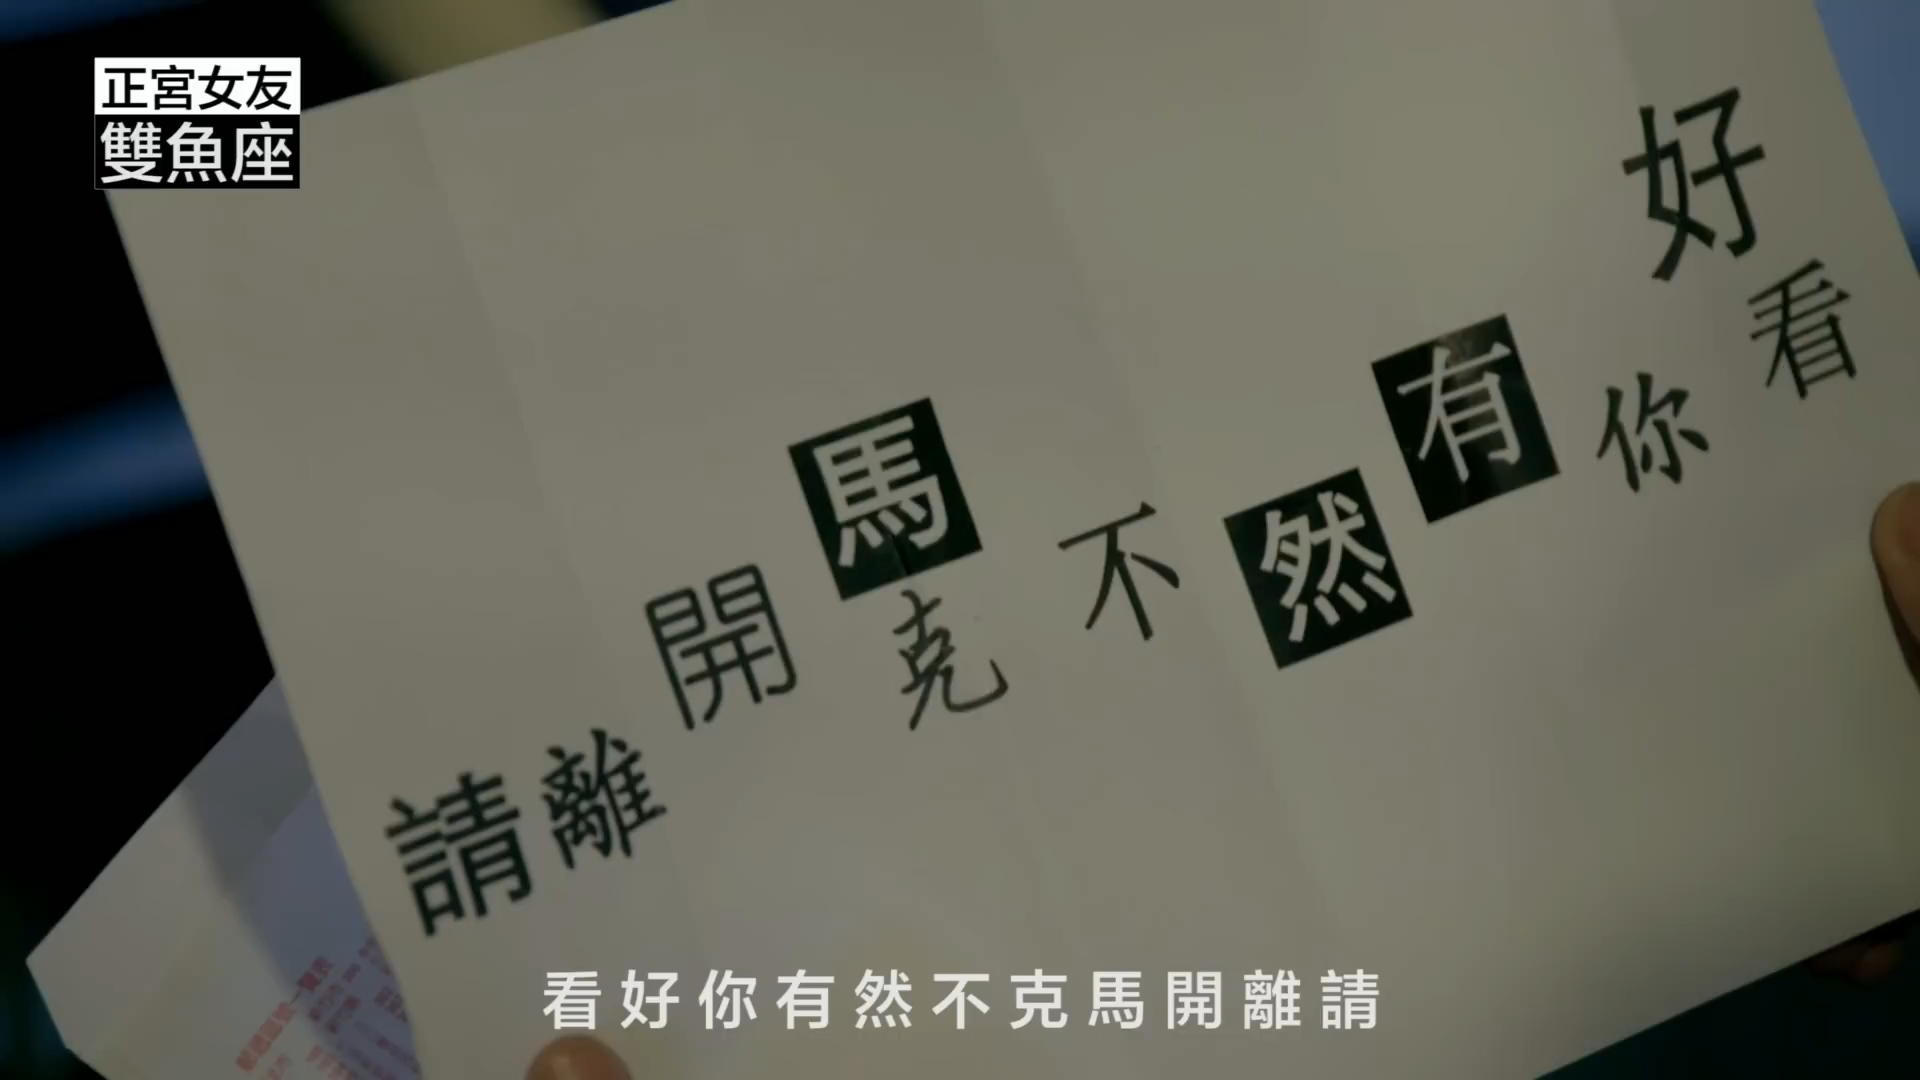 正宮女友
雙魚座
請離開馬克不然有你好看
看好你有然不克馬開離請